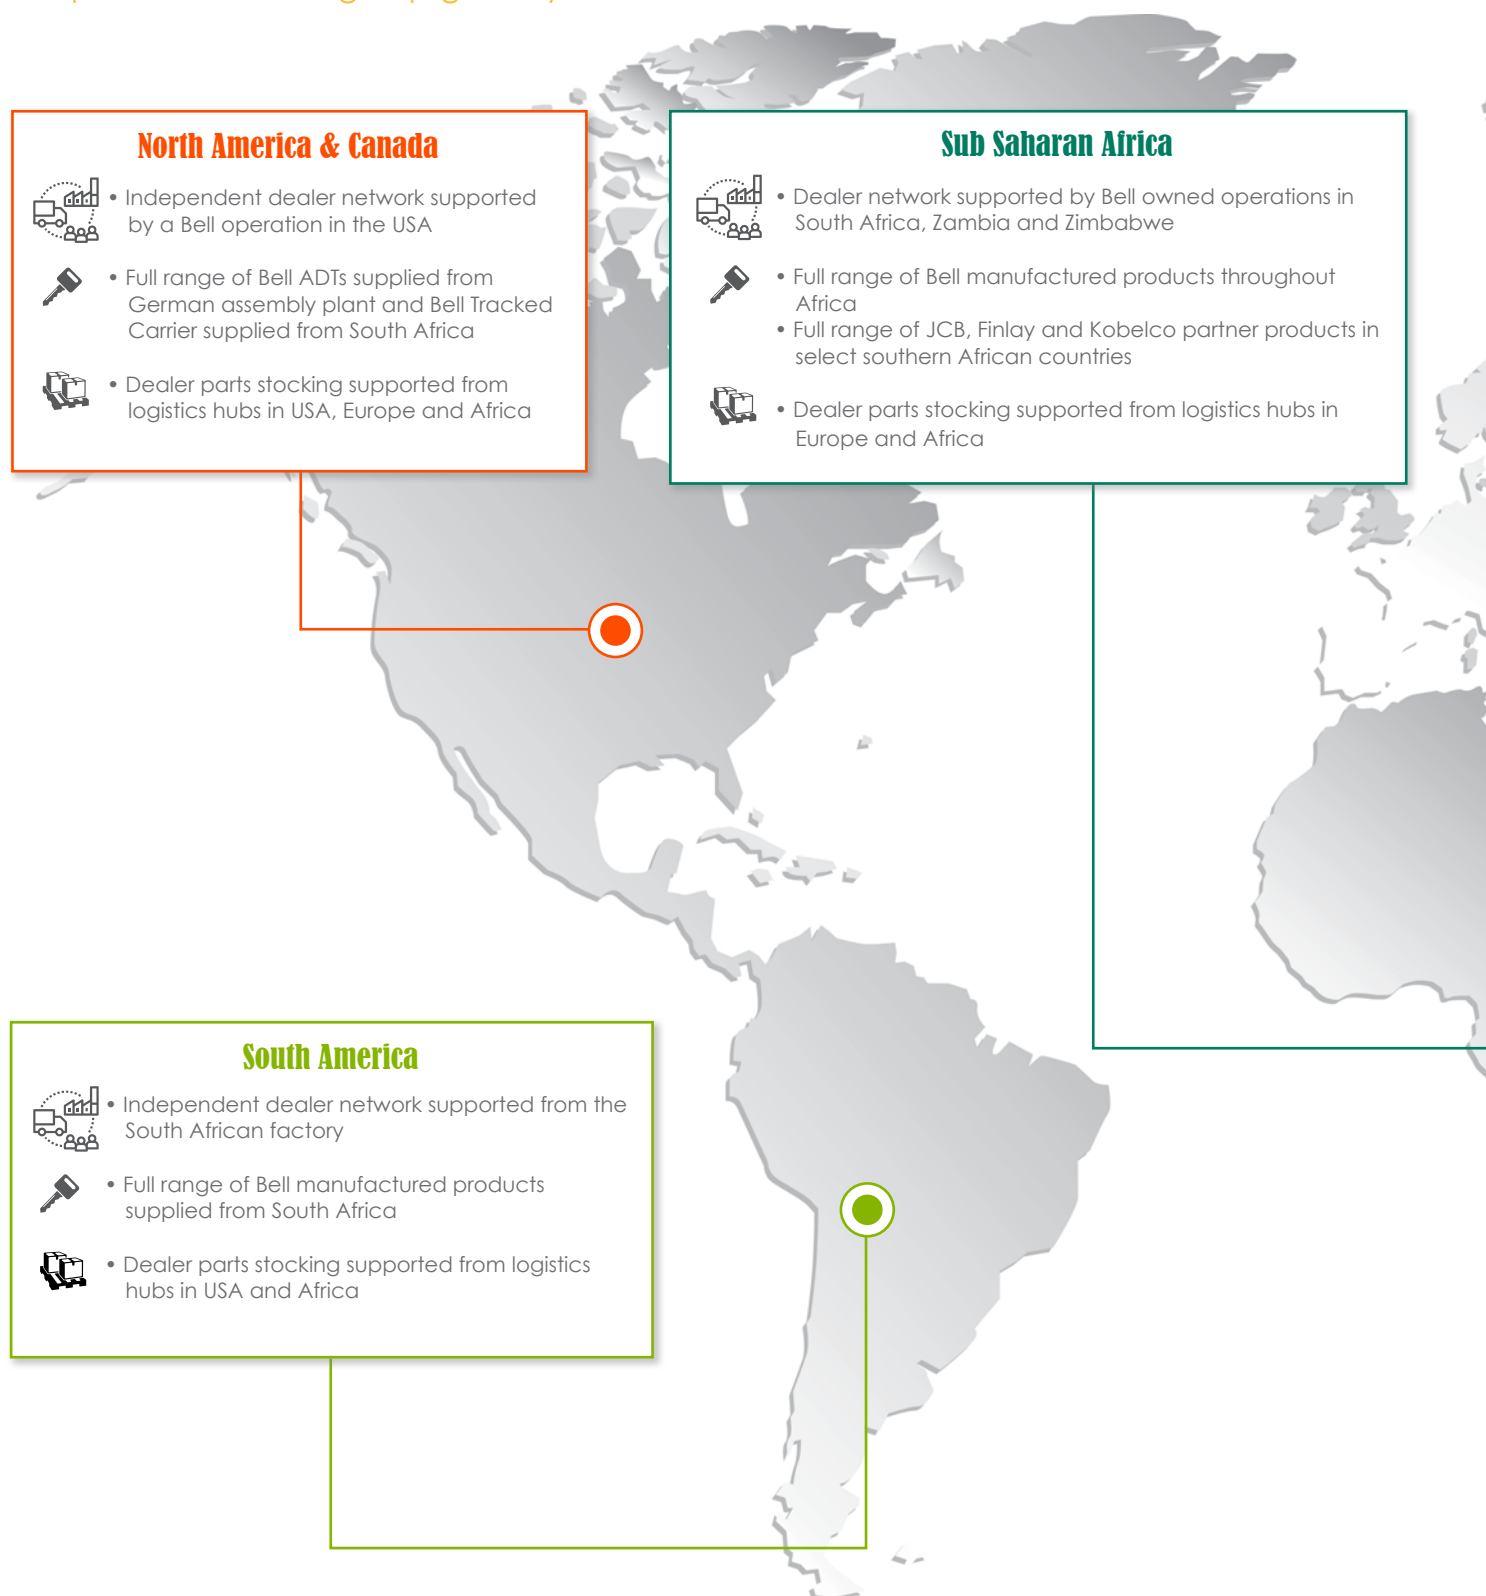 North America & Canada
• Independent dealer network supported
by a Bell operation in the USA
• Full range of Bell ADTs supplied from
German assembly plant and Bell Tracked
Carrier supplied from South Africa
• Dealer parts stocking supported from
logistics hubs in USA, Europe and Africa
Sub Saharan Africa
• Dealer network supported by Bell owned operations in
South Africa, Zambia and Zimbabwe
• Full range of Bell manufactured products throughout
Africa
• Full range of JCB, Finlay and Kobelco partner products in
select southern African countries
• Dealer parts stocking supported from logistics hubs in
Europe and Africa
South America
• Independent dealer network supported from the
South African factory
• Full range of Bell manufactured products
supplied from South Africa
• Dealer parts stocking supported from logistics
hubs in USA and Africa